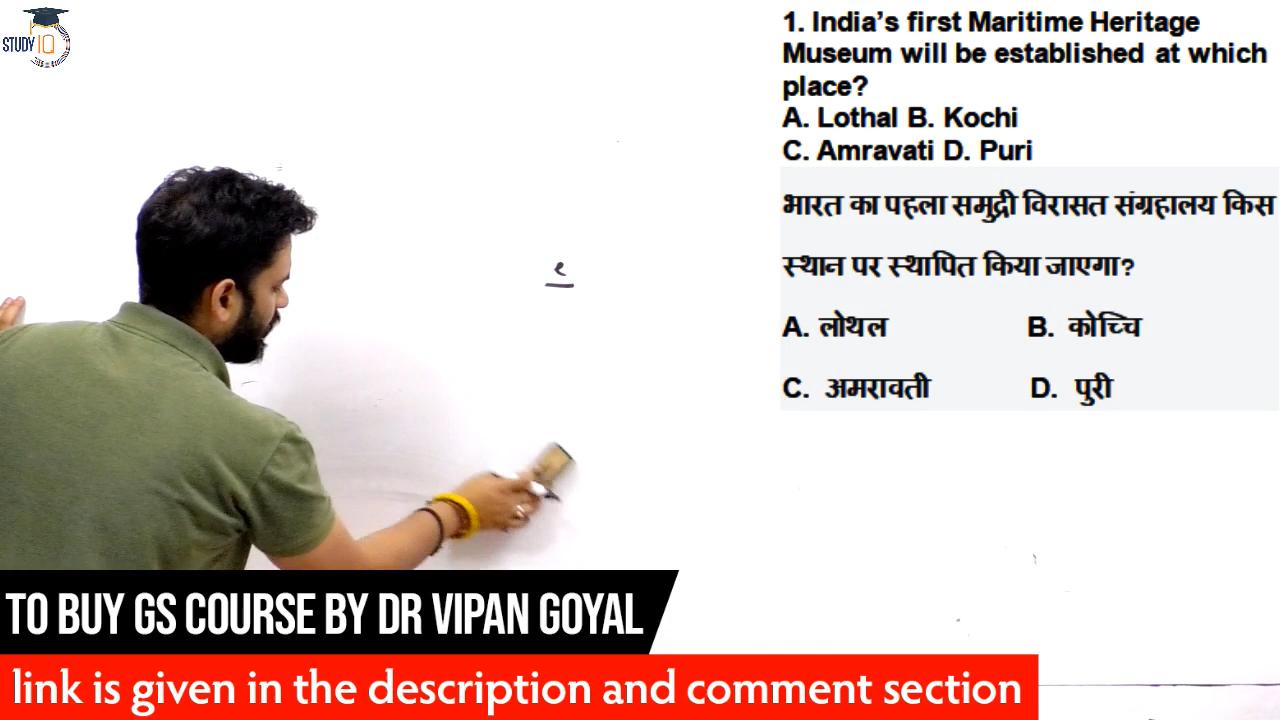 STUDY IQ
1. India's first Maritime Heritage
Museum will be established at which
place?
A. Lothal B. Kochi
C. Amravati D. Puri
भारत का पहला समुद्री विरासत संग्रहालय किस
स्थान पर स्थापित किया जाएगा?
A. लोथल B. कोच्चि
C. अमरावती D. पुरी
e
TO BUY GS COURSE BY DR VIPAN GOYAL
link is given in the description and comment section